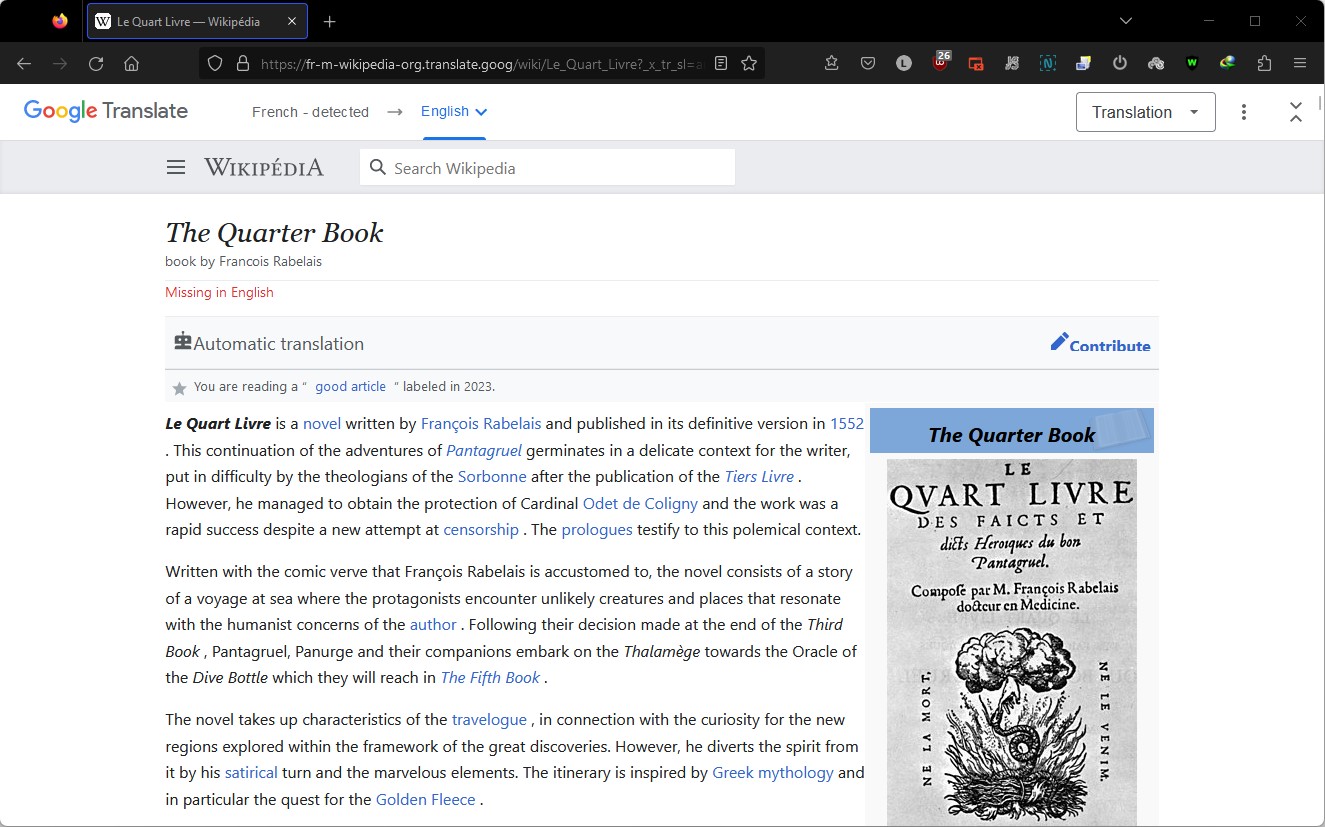 Le Quart Livre — Wikipédia
https://fr-m-wikipedia-org.translate.goog/wiki/Le_Quart_Livre?_x_tr_sl=a
26
Google Translate
French - detected → English
Translation
WIKIPÉDIA
Search Wikipedia
The Quarter Book
book by Francois Rabelais
Missing in English
Automatic translation
Contribute
You are reading a “ good article ” labeled in 2023.
Le Quart Livre is a novel written by François Rabelais and published in its definitive version in 1552
. This continuation of the adventures of Pantagruel germinates in a delicate context for the writer,
put in difficulty by the theologians of the Sorbonne after the publication of the Tiers Livre .
However, he managed to obtain the protection of Cardinal Odet de Coligny and the work was a
rapid success despite a new attempt at censorship . The prologues testify to this polemical context.
Written with the comic verve that François Rabelais is accustomed to, the novel consists of a story
of a voyage at sea where the protagonists encounter unlikely creatures and places that resonate
with the humanist concerns of the author . Following their decision made at the end of the Third
Book , Pantagruel, Panurge and their companions embark on the Thalamège towards the Oracle of
the Dive Bottle which they will reach in The Fifth Book .
The novel takes up characteristics of the travelogue , in connection with the curiosity for the new
regions explored within the framework of the great discoveries. However, he diverts the spirit from
it by his satirical turn and the marvelous elements. The itinerary is inspired by Greek mythology and
in particular the quest for the Golden Fleece .
The Quarter Book
LE
QVART LIVRE
DES FAICTS ET
dicts Heroiques du bon
Pantagruel.
Compoſé par M. François Rabelais
docteur en Medicine.
NE LA MORT.
NE LE VENIM.